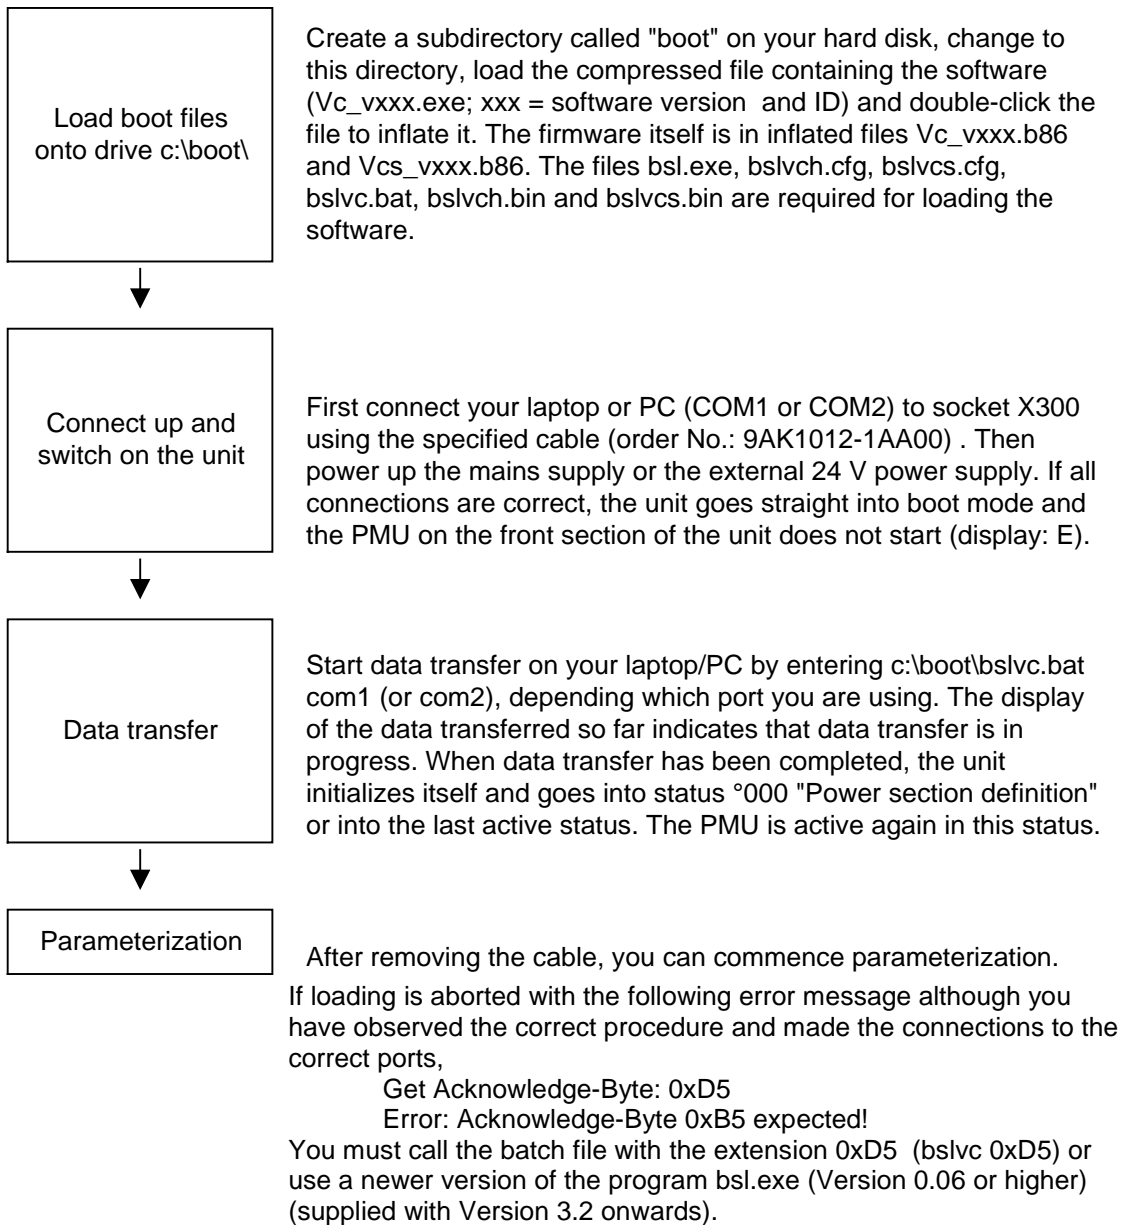 Load boot files
onto drive c:\boot\
Create a subdirectory called "boot" on your hard disk, change to
this directory, load the compressed file containing the software
(Vc_vxxx.exe; xxx = software version  and ID) and double-click the
file to inflate it. The firmware itself is in inflated files Vc_vxxx.b86
and Vcs_vxxx.b86. The files bsl.exe, bslvch.cfg, bslvcs.cfg,
bslvc.bat, bslvch.bin and bslvcs.bin are required for loading the
software.
Connect up and
switch on the unit
First connect your laptop or PC (COM1 or COM2) to socket X300
using the specified cable (order No.: 9AK1012-1AA00) . Then
power up the mains supply or the external 24 V power supply. If all
connections are correct, the unit goes straight into boot mode and
the PMU on the front section of the unit does not start (display: E).
Data transfer
Start data transfer on your laptop/PC by entering c:\boot\bslvc.bat
com1 (or com2), depending which port you are using. The display
of the data transferred so far indicates that data transfer is in
progress. When data transfer has been completed, the unit
initializes itself and goes into status °000 "Power section definition"
or into the last active status. The PMU is active again in this status.
Parameterization
After removing the cable, you can commence parameterization.
If loading is aborted with the following error message although you
have observed the correct procedure and made the connections to the
correct ports,
Get Acknowledge-Byte: 0xD5
Error: Acknowledge-Byte 0xB5 expected!
You must call the batch file with the extension 0xD5  (bslvc 0xD5) or
use a newer version of the program bsl.exe (Version 0.06 or higher)
(supplied with Version 3.2 onwards).